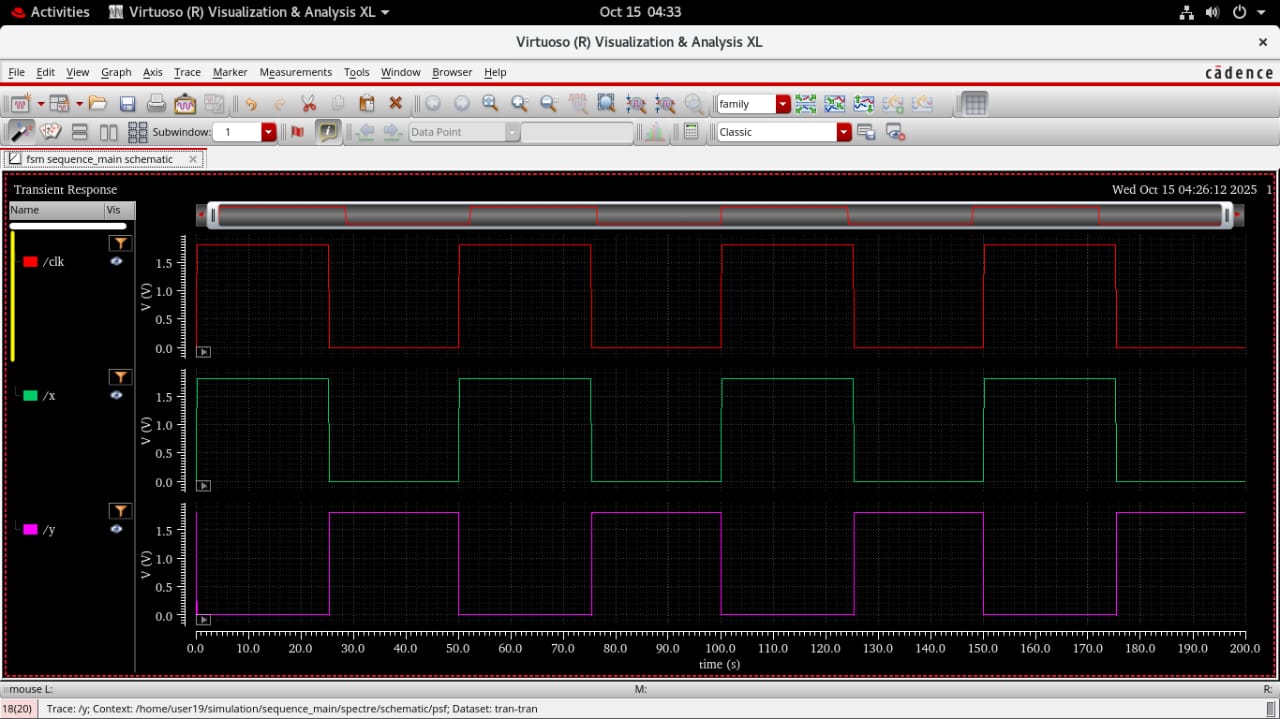 Activities Virtuoso (R) Visualization & Analysis XL Oct 15 04:33
Virtuoso (R) Visualization & Analysis XL
File Edit View Graph Axis Trace Marker Measurements Tools Window Browser Help cādence
family
Subwindow: 1 Data Point Classic
fsm sequence_main schematic
Transient Response Wed Oct 15 04:26:12 2025 1
Name Vis
/clk
V (V)
1.5
1.0
0.5
0.0
/x
V (V)
1.5
1.0
0.5
0.0
/y
V (V)
1.5
1.0
0.5
0.0
0.0 10.0 20.0 30.0 40.0 50.0 60.0 70.0 80.0 90.0 100.0 110.0 120.0 130.0 140.0 150.0 160.0 170.0 180.0 190.0 200.0
time (s)
mouse L: M: R:
18(20) Trace: /y; Context: /home/user19/simulation/sequence_main/spectre/schematic/psf; Dataset: tran-tran